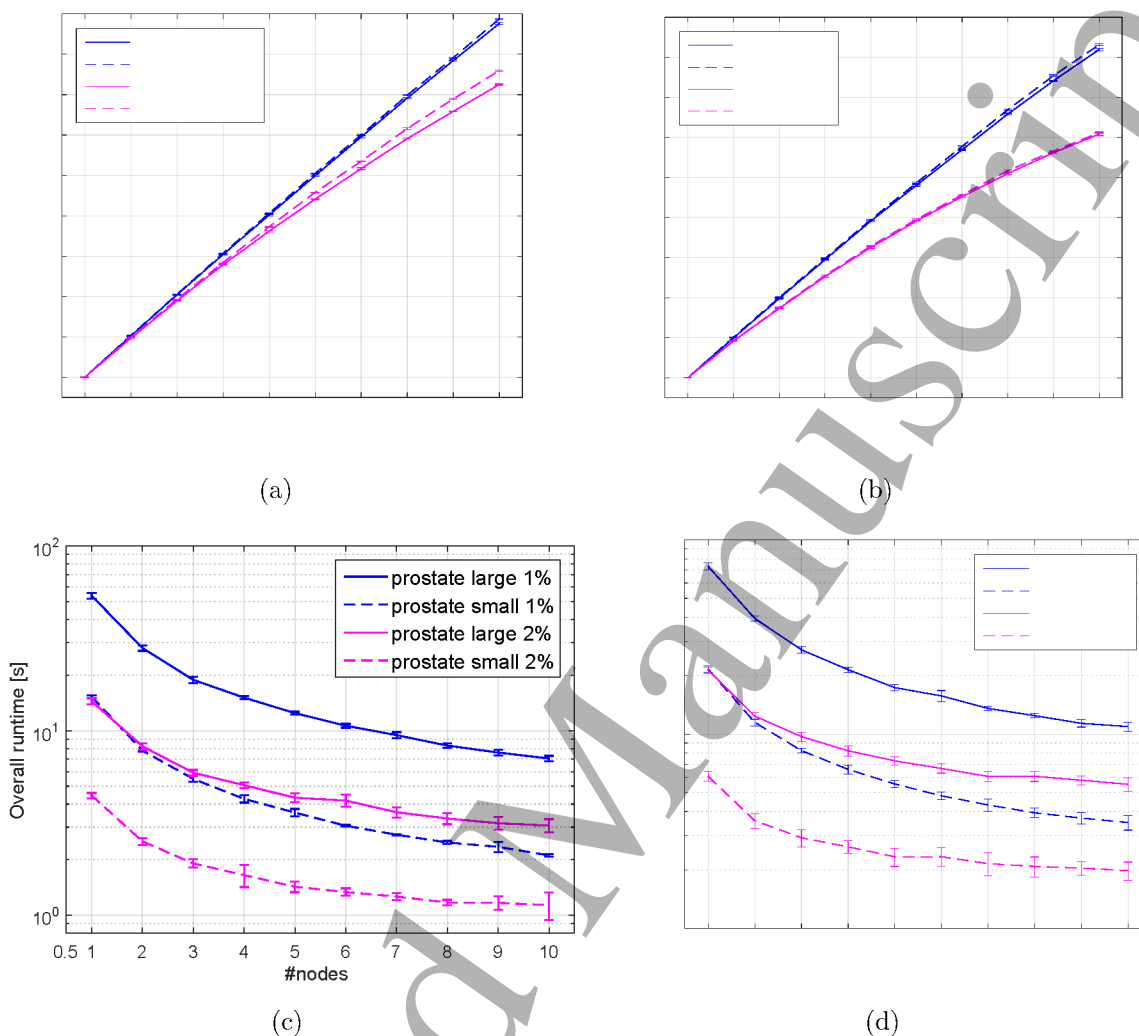 (a)
(b)
10^2
10^1
10^0
Overall runtime [s]
prostate large 1%
prostate small 1%
prostate large 2%
prostate small 2%
0.5 1 2 3 4 5 6 7 8 9 10
#nodes
(c)
(d)
d Manuscrip